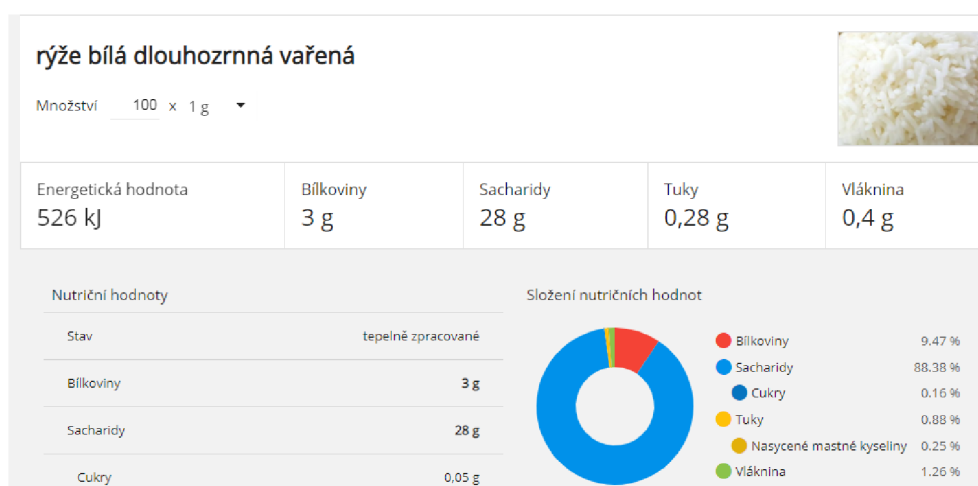 rýže bílá dlouhozrnná vařená
Množství 100 x 1 g
Energetická hodnota Bílkoviny Sacharidy Tuky Vláknina
526 kJ 3 g 28 g 0,28 g 0,4 g
Nutriční hodnoty Složení nutričních hodnot
Stav tepelně zpracované
Bílkoviny 9.47 %
Sacharidy 88.38 %
Bílkoviny 3 g
Cukry 0.16 %
Tuky 0.88 %
Sacharidy 28 g
Nasycené mastné kyseliny 0.25 %
Vláknina 1.26 %
Cukry 0,05 g